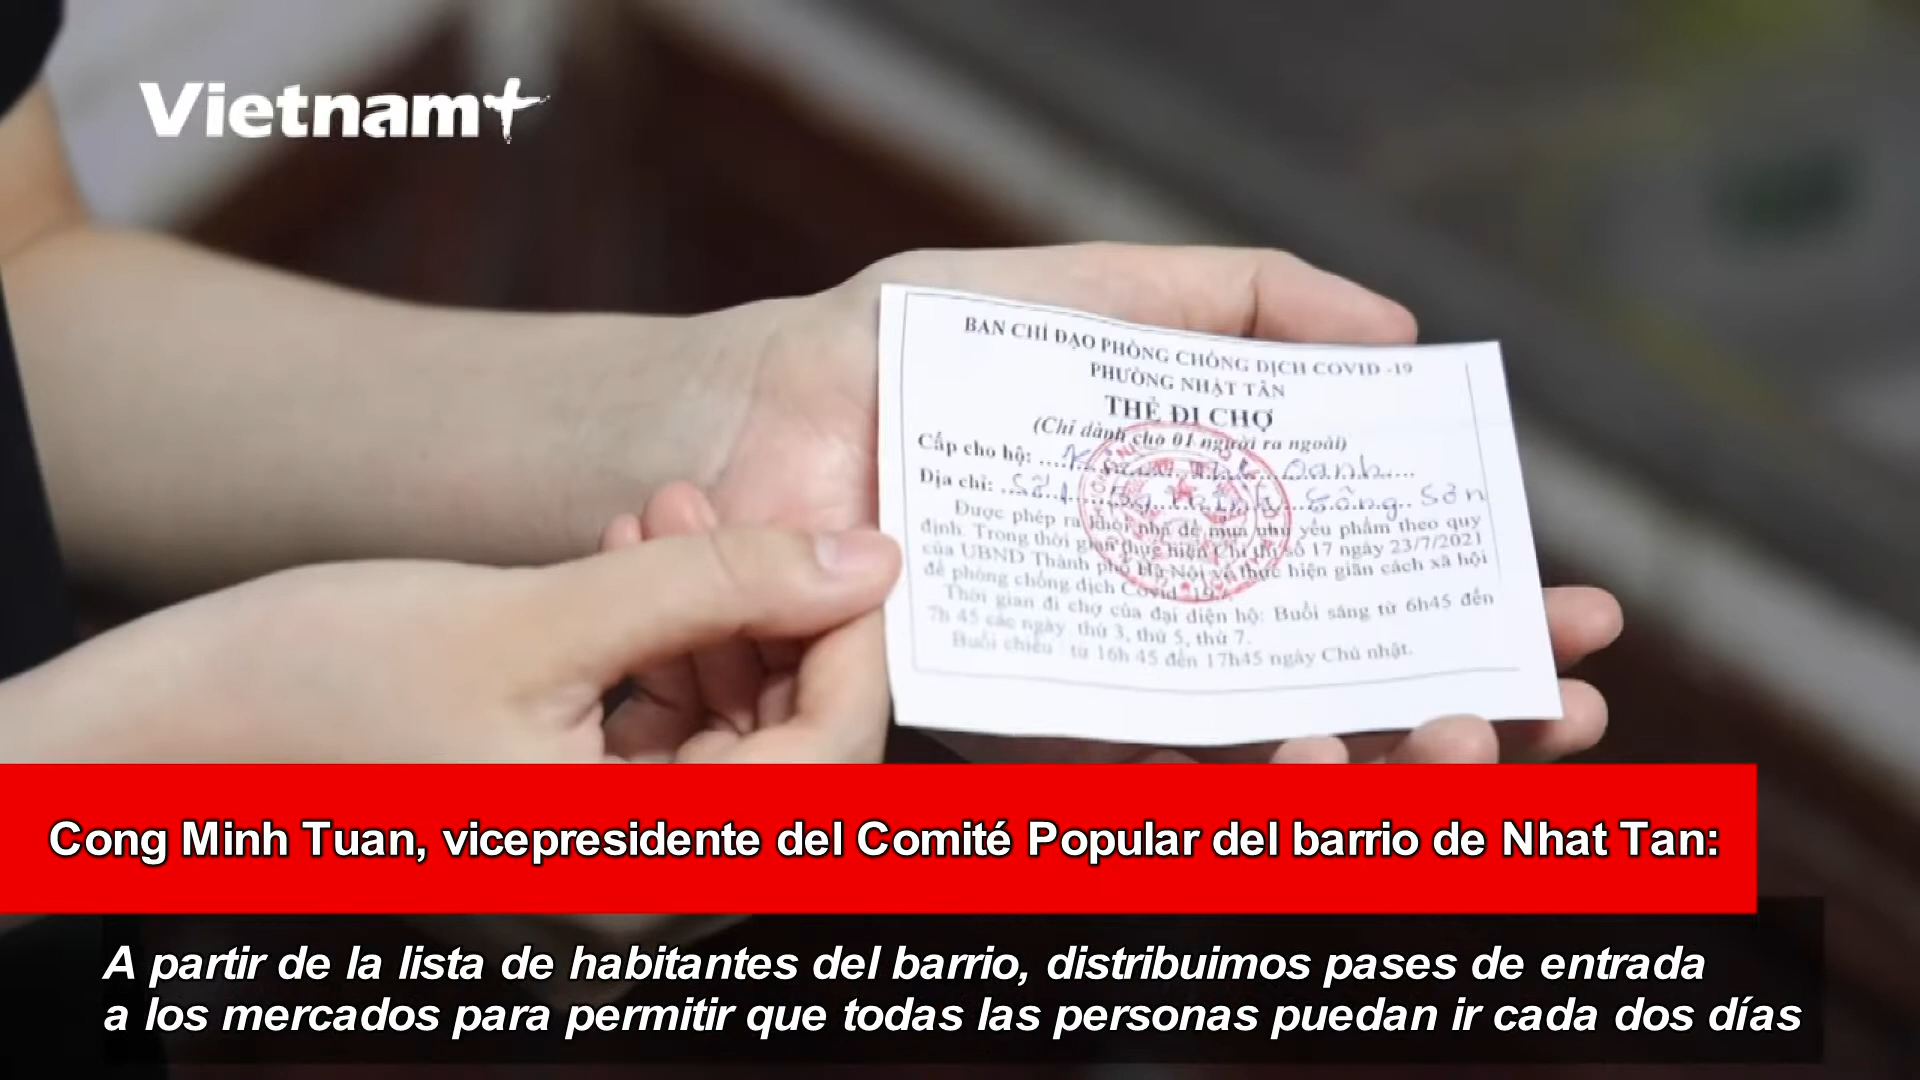 Vietnam+
BAN CHỈ ĐẠO PHÒNG CHỐNG DỊCH COVID -19
PHƯỜNG NHẬT TÂN
THẺ ĐI CHỢ
(Chỉ dành cho 01 người ra ngoài)
Cấp cho hộ: Oanh
Địa chỉ: Sơn
Được phép ra khỏi nhà để mua nhu yếu phẩm theo quy
định. Trong thời gian thực hiện Chỉ thị số 17 ngày 23/7/2021
của UBND Thành phố Hà Nội về thực hiện giãn cách xã hội
để phòng chống dịch Covid -19.
Thời gian đi chợ của đại diện hộ: Buổi sáng từ 6h45 đến
7h 45 các ngày thứ 3, thứ 5, thứ 7.
Buổi chiều : từ 16h 45 đến 17h45 ngày Chủ nhật.
Cong Minh Tuan, vicepresidente del Comité Popular del barrio de Nhat Tan:
A partir de la lista de habitantes del barrio, distribuimos pases de entrada
a los mercados para permitir que todas las personas puedan ir cada dos días